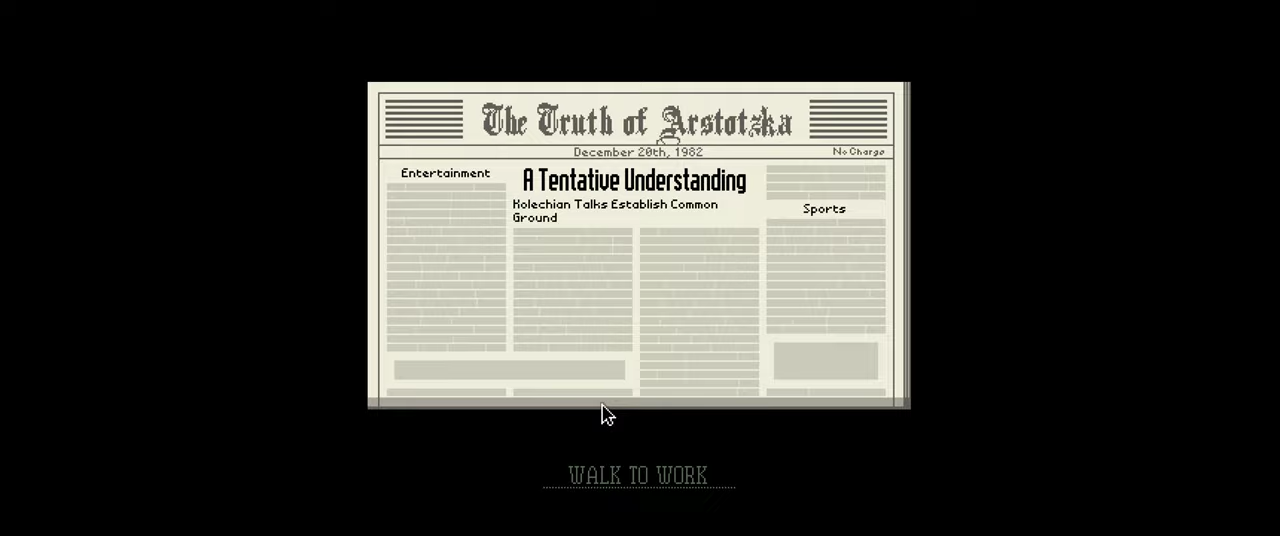 The Truth of Arstotzka
December 20th, 1982
No Charge
Entertainment
A Tentative Understanding
Kolechian Talks Establish Common
Ground
Sports
WALK TO WORK